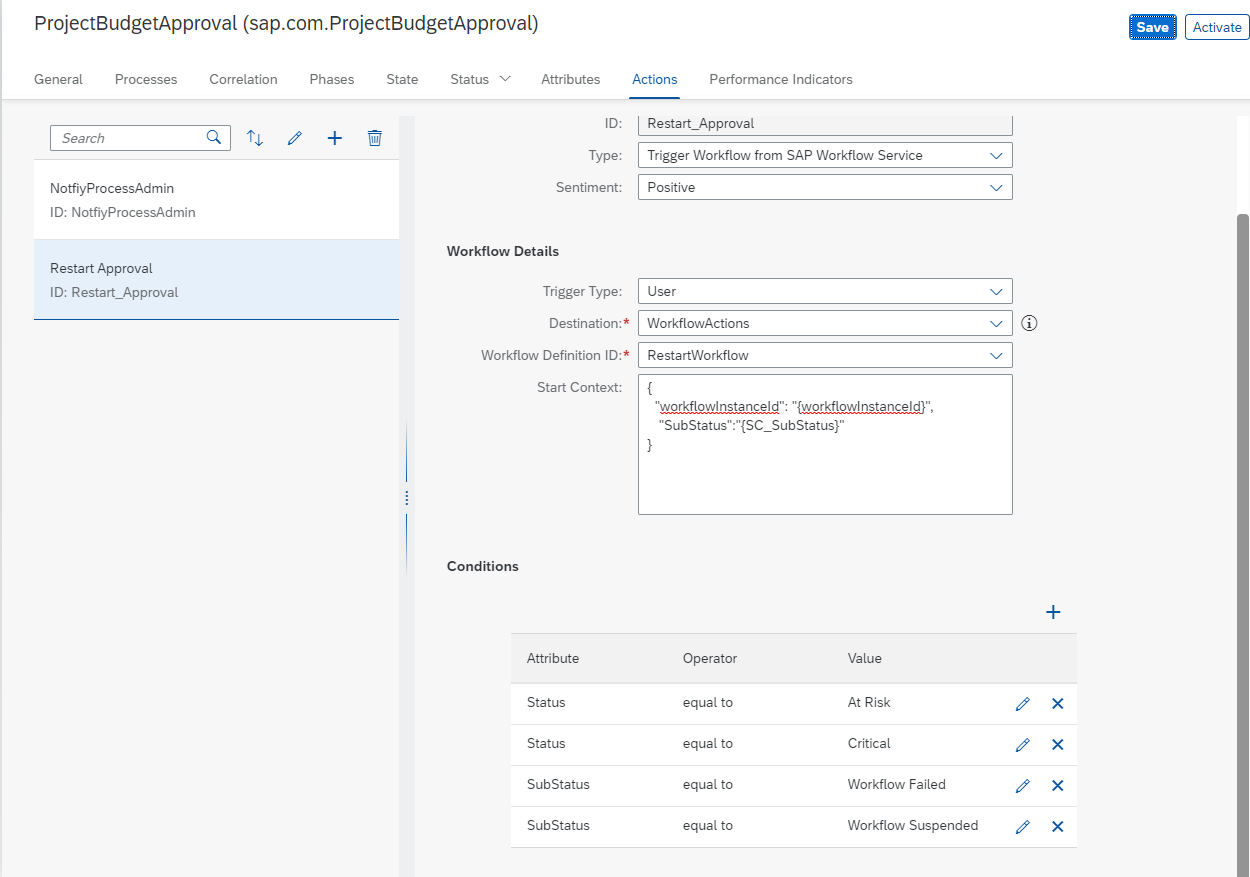 ProjectBudgetApproval (sap.com.ProjectBudgetApproval)
Save
Activate
General Processes Correlation Phases State Status Attributes Actions Performance Indicators
Search
NotfiyProcessAdmin
ID: NotfiyProcessAdmin
Restart Approval
ID: Restart_Approval
ID: Restart_Approval
Type: Trigger Workflow from SAP Workflow Service
Sentiment: Positive
Workflow Details
Trigger Type: User
Destination:* WorkflowActions
Workflow Definition ID:* RestartWorkflow
Start Context: {
"workflowInstanceId": "{workflowInstanceId}",
"SubStatus":"{SC_SubStatus}"
}
Conditions
Attribute Operator Value
Status equal to At Risk
Status equal to Critical
SubStatus equal to Workflow Failed
SubStatus equal to Workflow Suspended